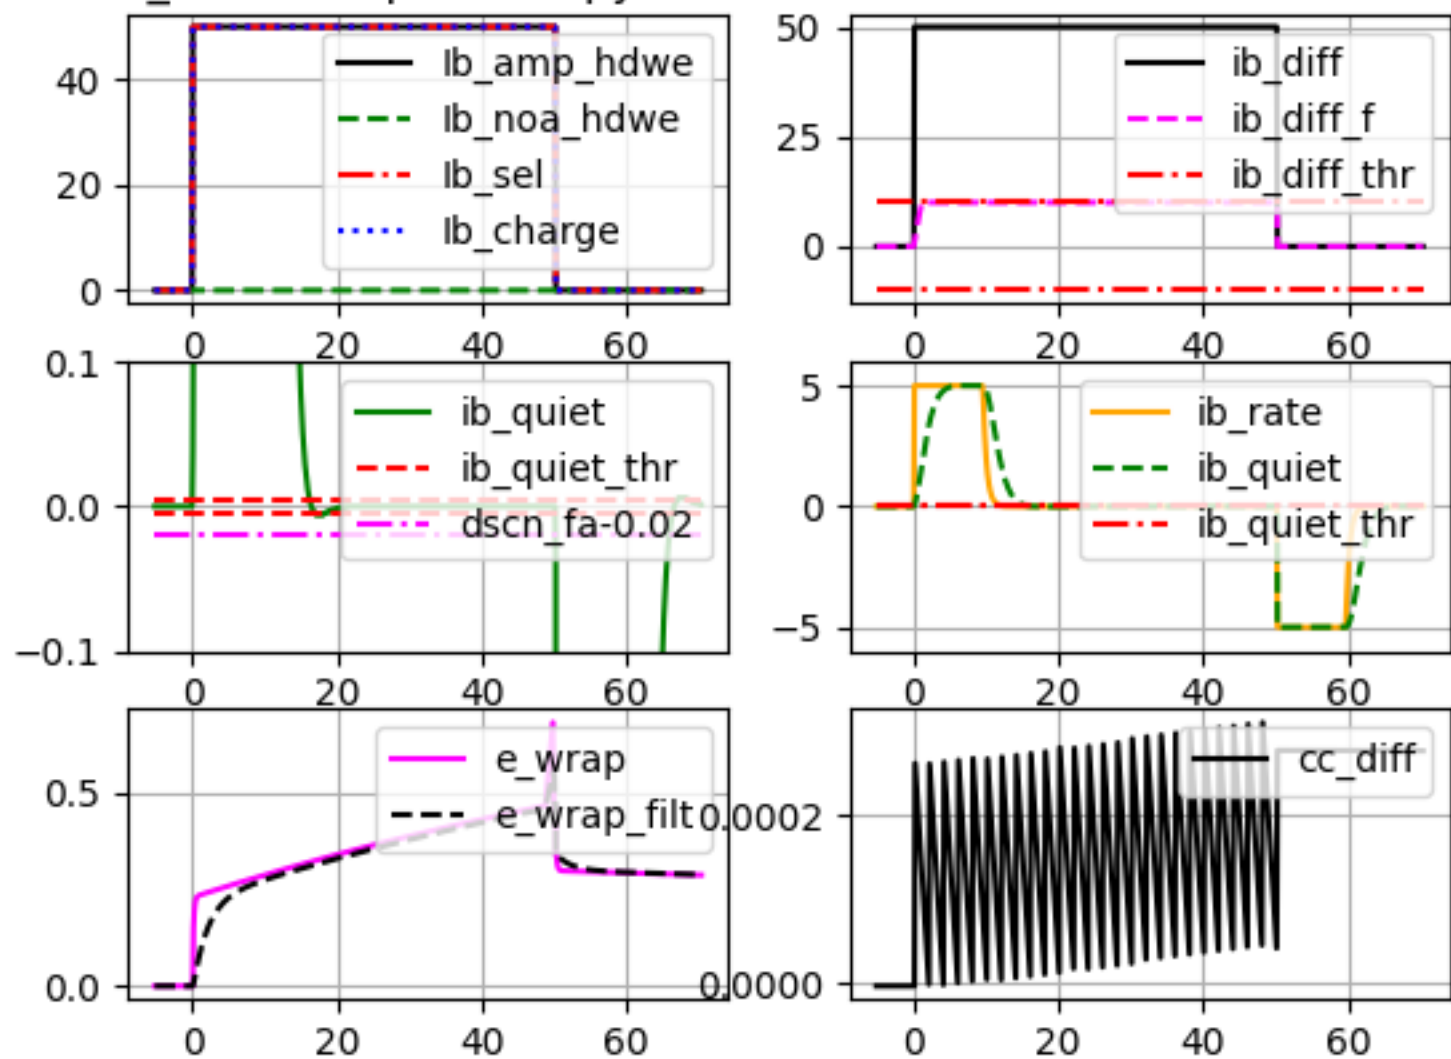 50
Ib_amp_hdwe
Ib_noa_hdwe
Ib_sel
Ib_charge
40
20
0
0 20 40 60
ib_diff
ib_diff_f
ib_diff_thr
25
0
0 20 40 60
0.1
ib_quiet
ib_quiet_thr
dscn_fa-0.02
0.0
−0.1
0 20 40 60
5
ib_rate
ib_quiet
ib_quiet_thr
0
−5
0 20 40 60
e_wrap
e_wrap_filt
0.5
0.0
0 20 40 60
cc_diff
0.0002
0.0000
0 20 40 60